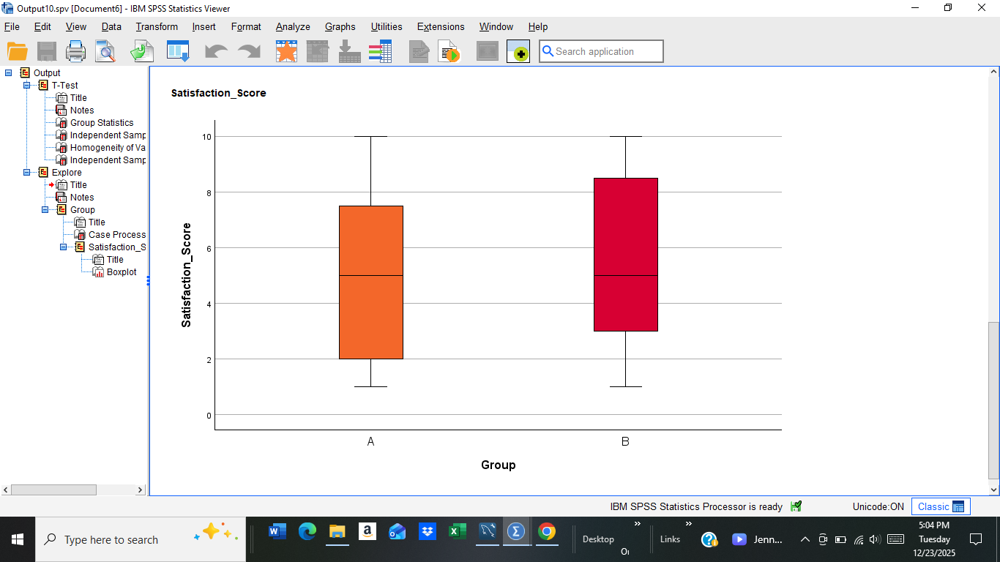 Output10.spv [Document6] - IBM SPSS Statistics Viewer
File Edit View Data Transform Insert Format Analyze Graphs Utilities Extensions Window Help
Search application
Output
T-Test
Title
Notes
Group Statistics
Independent Samp
Homogeneity of Va
Independent Samp
Explore
Title
Notes
Group
Title
Case Process
Satisfaction_S
Title
Boxplot
Satisfaction_Score
Satisfaction_Score
10
8
6
4
2
0
A B
Group
IBM SPSS Statistics Processor is ready Unicode:ON Classic
Type here to search
Desktop
Links
Jenn...
5:04 PM
Tuesday
12/23/2025